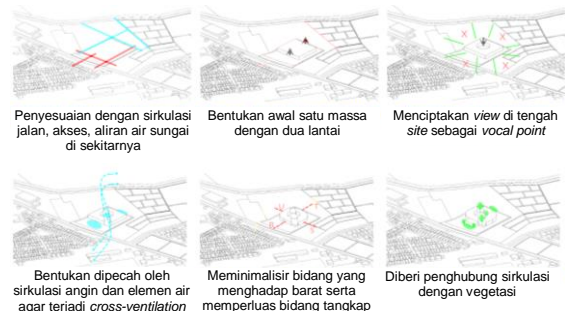 Penyesuaian dengan sirkulasi
jalan, akses, aliran air sungai
di sekitarnya
Bentukan awal satu massa
dengan dua lantai
Menciptakan view di tengah
site sebagai vocal point
Bentukan dipecah oleh
sirkulasi angin dan elemen air
agar terjadi cross-ventilation
Meminimalisir bidang yang
menghadap barat serta
memperluas bidang tangkap
Diberi penghubung sirkulasi
dengan vegetasi